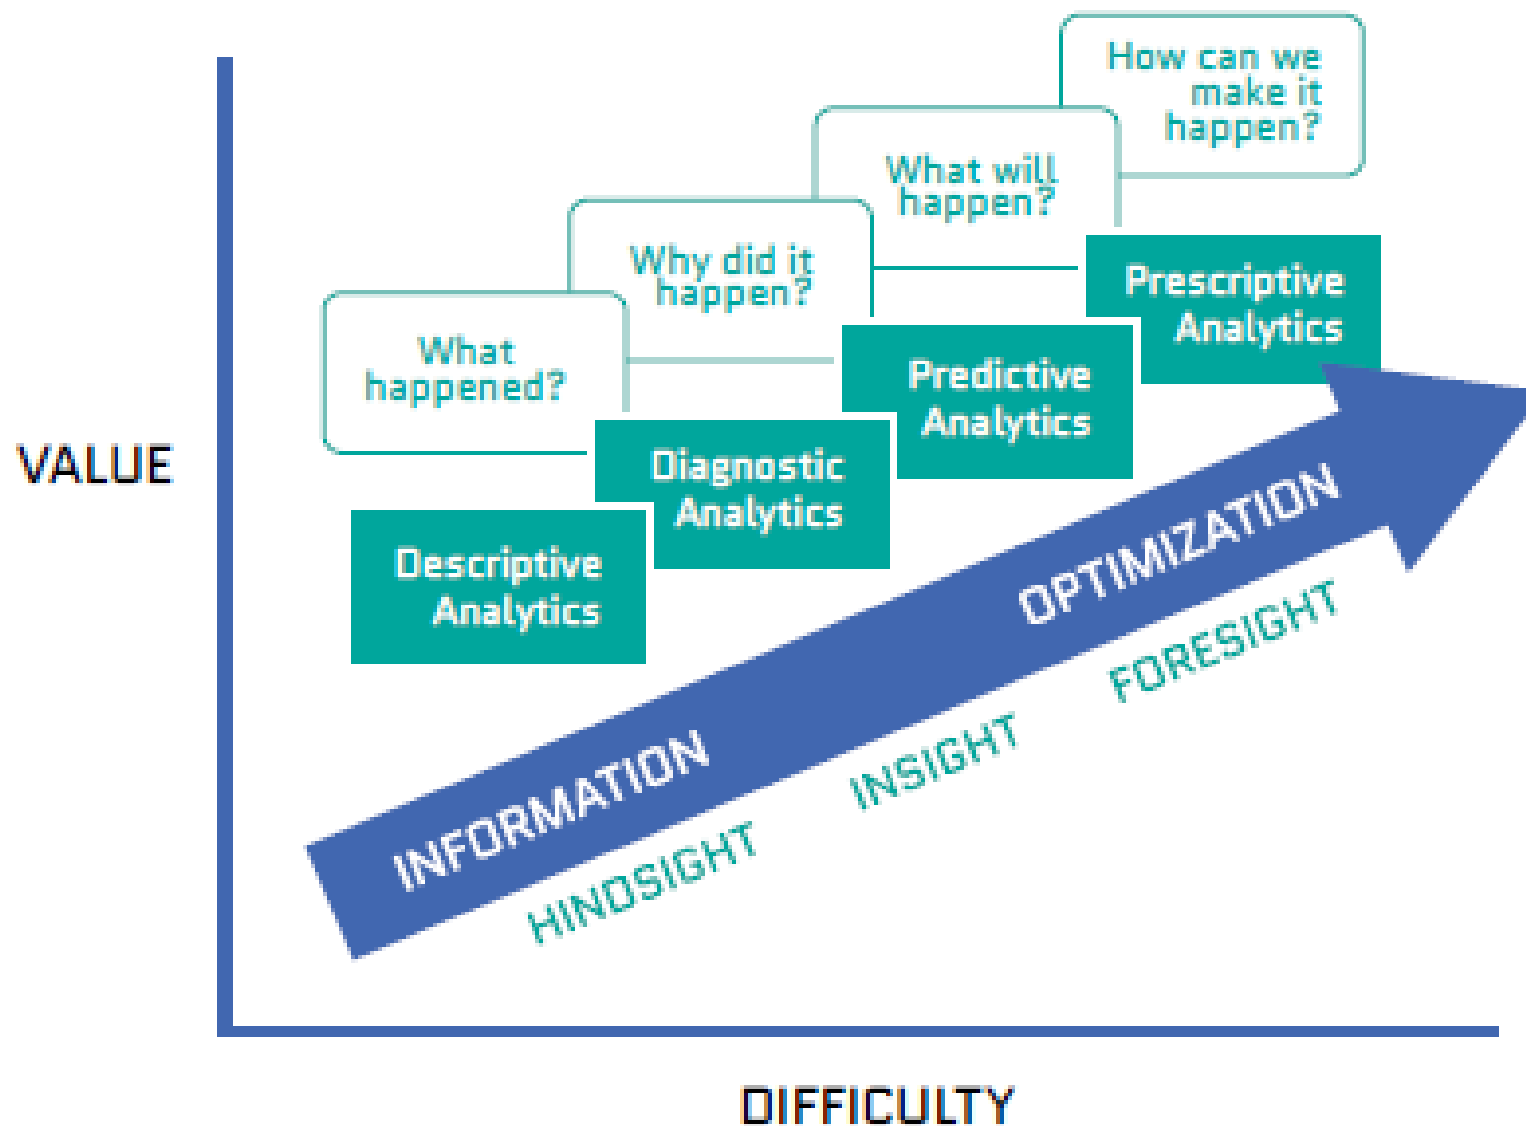 How can we
make it
happen?
What will
happen?
Why did it
happen?
What
happened?
Prescriptive
Analytics
Predictive
Analytics
Diagnostic
Analytics
Descriptive
Analytics
VALUE
INFORMATION
OPTIMIZATION
HINDSIGHT
INSIGHT
FORESIGHT
DIFFICULTY